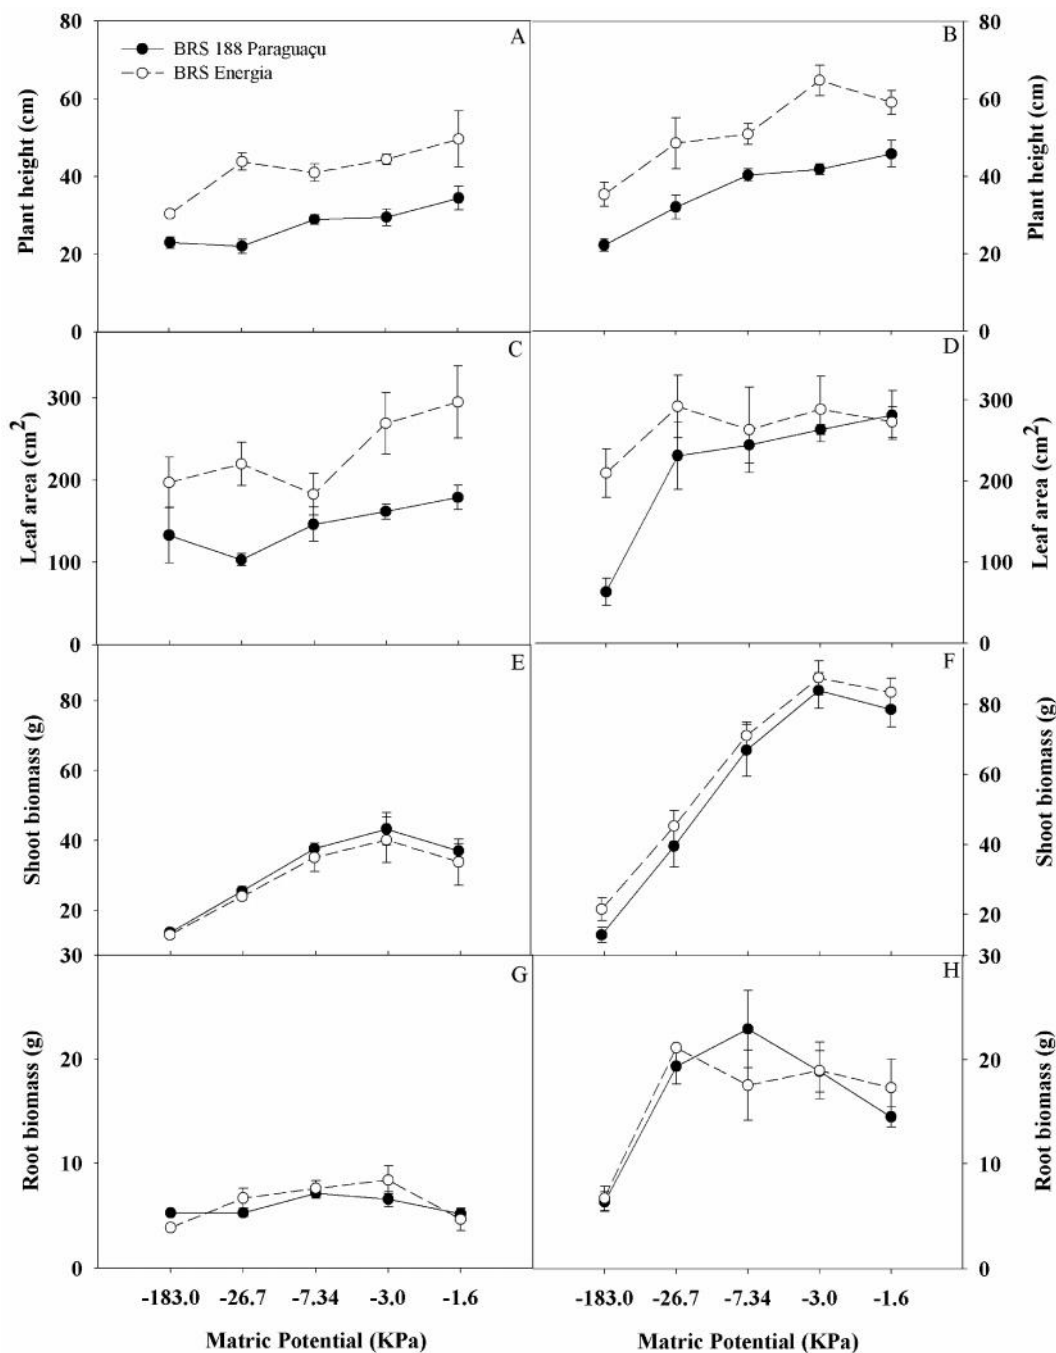 80
60
40
20
0
Plant height (cm)
A
BRS 188 Paraguaçu
BRS Energia
B
80
60
40
20
0
Plant height (cm)
300
200
100
0
Leaf area (cm2)
C
D
300
200
100
0
Leaf area (cm2)
80
60
40
20
Shoot biomass (g)
E
F
80
60
40
20
Shoot biomass (g)
30
20
10
0
Root biomass (g)
G
H
30
20
10
0
Root biomass (g)
-183.0 -26.7 -7.34 -3.0 -1.6
-183.0 -26.7 -7.34 -3.0 -1.6
Matric Potential (KPa)
Matric Potential (KPa)